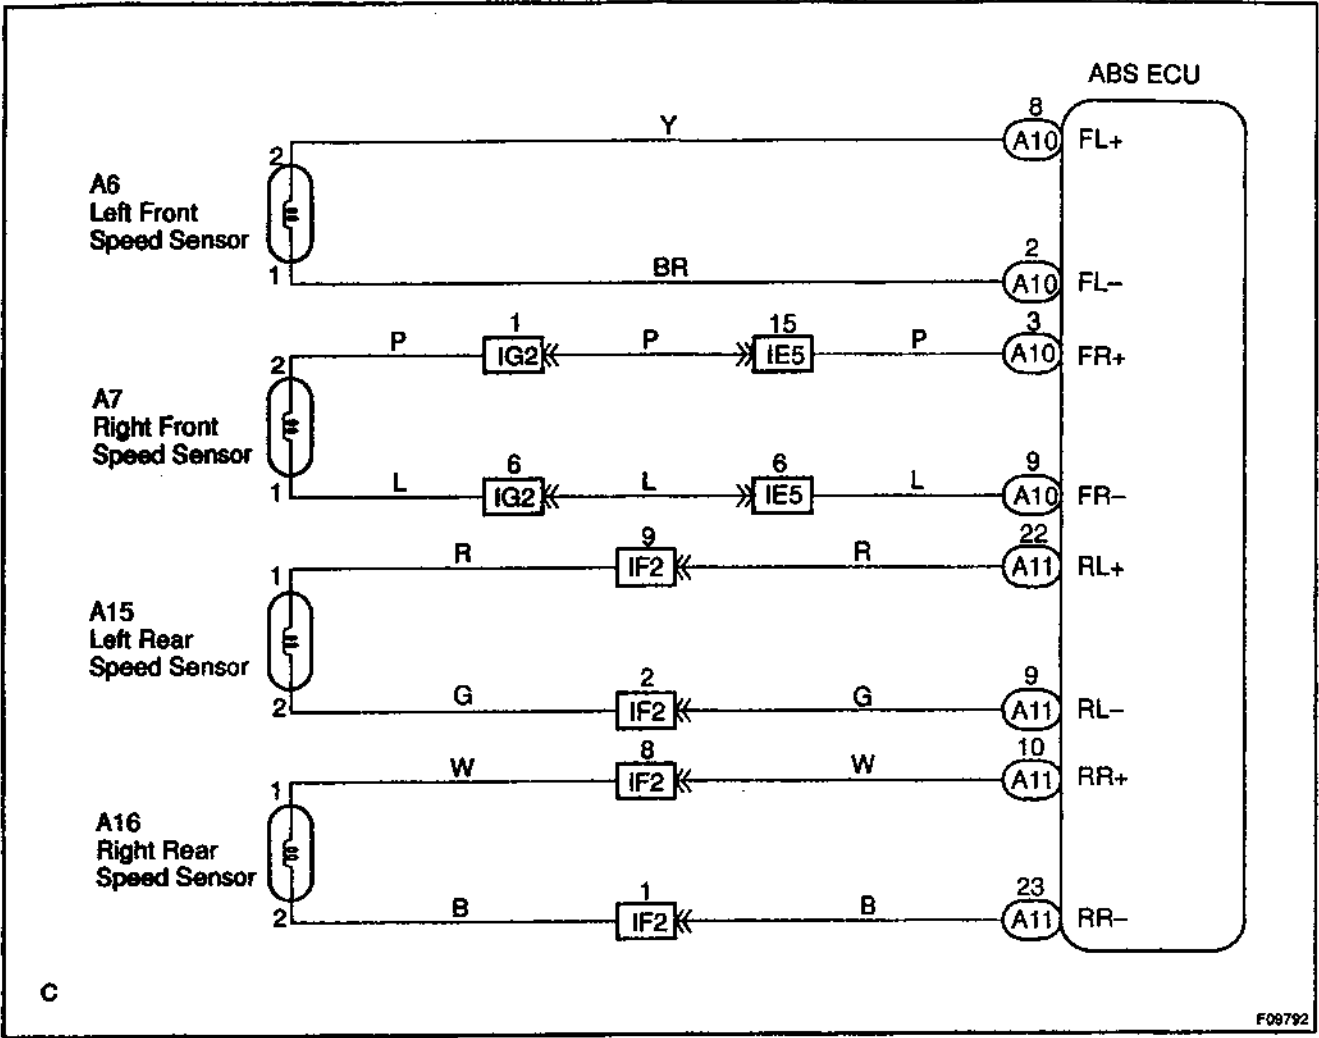 ABS ECU
8
Y
A10
FL+
2
A6
Left Front
Speed Sensor
1
BR
2
A10
FL–
P
1
IG2
P
15
IE5
P
3
A10
FR+
2
A7
Right Front
Speed Sensor
1
L
6
IG2
L
6
IE5
L
9
A10
FR–
R
9
IF2
R
22
A11
RL+
1
A15
Left Rear
Speed Sensor
2
G
2
IF2
G
9
A11
RL–
W
8
IF2
W
10
A11
RR+
1
A16
Right Rear
Speed Sensor
2
B
1
IF2
B
23
A11
RR–
C
F09792